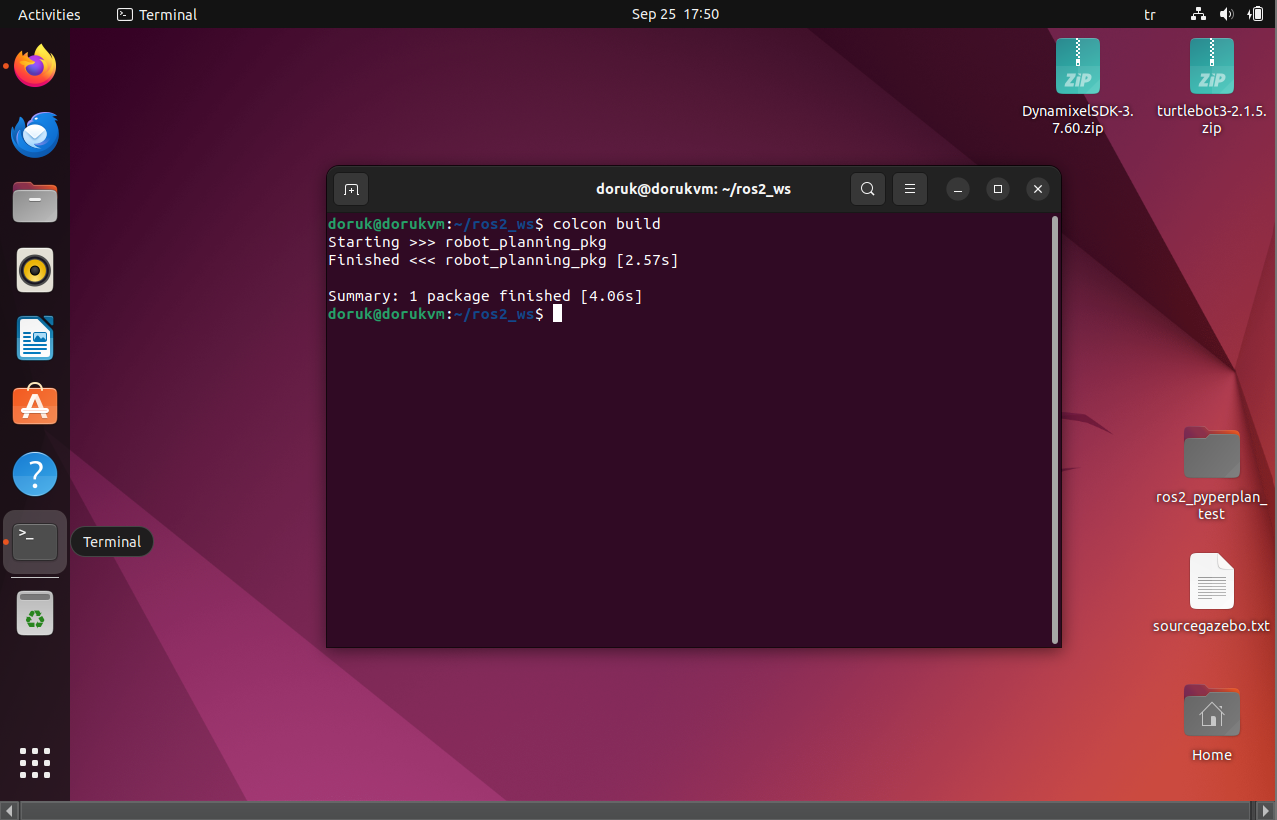 Activities
Terminal
Sep 25 17:50
tr
ZiP
DynamixelSDK-3.
7.60.zip
ZiP
turtlebot3-2.1.5.
zip
doruk@dorukvm: ~/ros2_ws
doruk@dorukvm:~/ros2_ws$ colcon build
Starting >>> robot_planning_pkg
Finished <<< robot_planning_pkg [2.57s]
Summary: 1 package finished [4.06s]
doruk@dorukvm:~/ros2_ws$
ros2_pyperplan_
test
Terminal
sourcegazebo.txt
Home